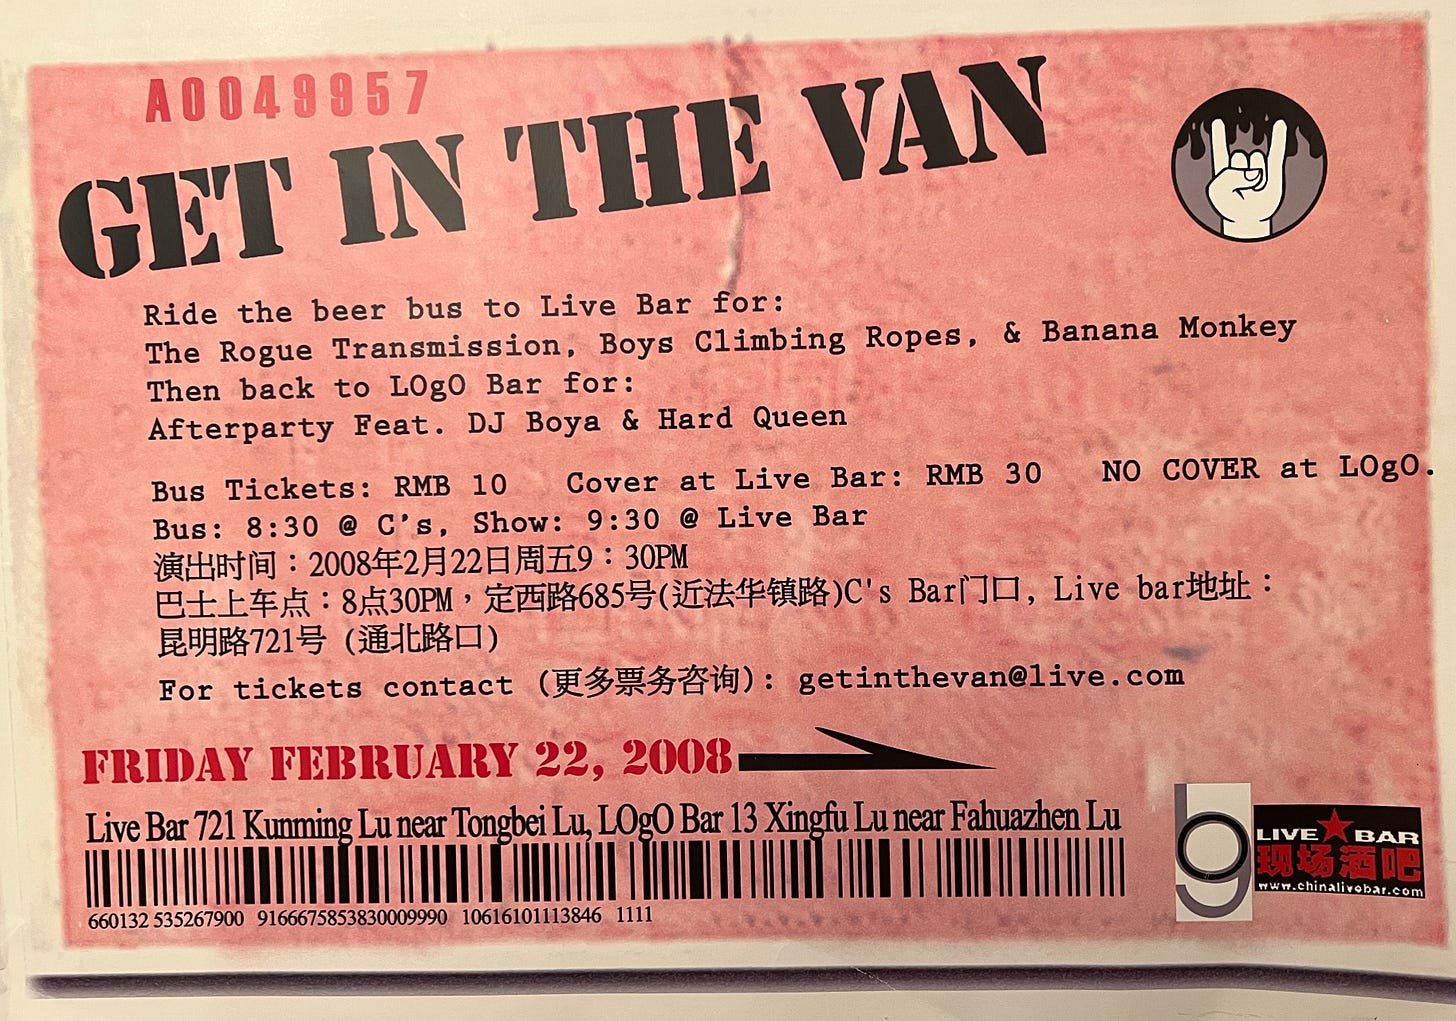 A0049957
GET IN THE VAN
Ride the beer bus to Live Bar for:
The Rogue Transmission, Boys Climbing Ropes, & Banana Monkey
Then back to LOgO Bar for:
Afterparty Feat. DJ Boya & Hard Queen
Bus Tickets: RMB 10 Cover at Live Bar: RMB 30 NO COVER at LOgO.
Bus: 8:30 @ C's, Show: 9:30 @ Live Bar
演出时间：2008年2月22日周五9：30PM
巴士上车点：8点30PM，定西路685号(近法华镇路)C's Bar门口, Live bar地址：
昆明路721号 (通北路口)
For tickets contact (更多票务咨询): getinthevan@live.com
FRIDAY FEBRUARY 22, 2008
Live Bar 721 Kunming Lu near Tongbei Lu, LOgO Bar 13 Xingfu Lu near Fahuazhen Lu
660132 535267900 9166675853830009990 10616101113846 1111
LIVE BAR
现场酒吧
www.chinalivebar.com